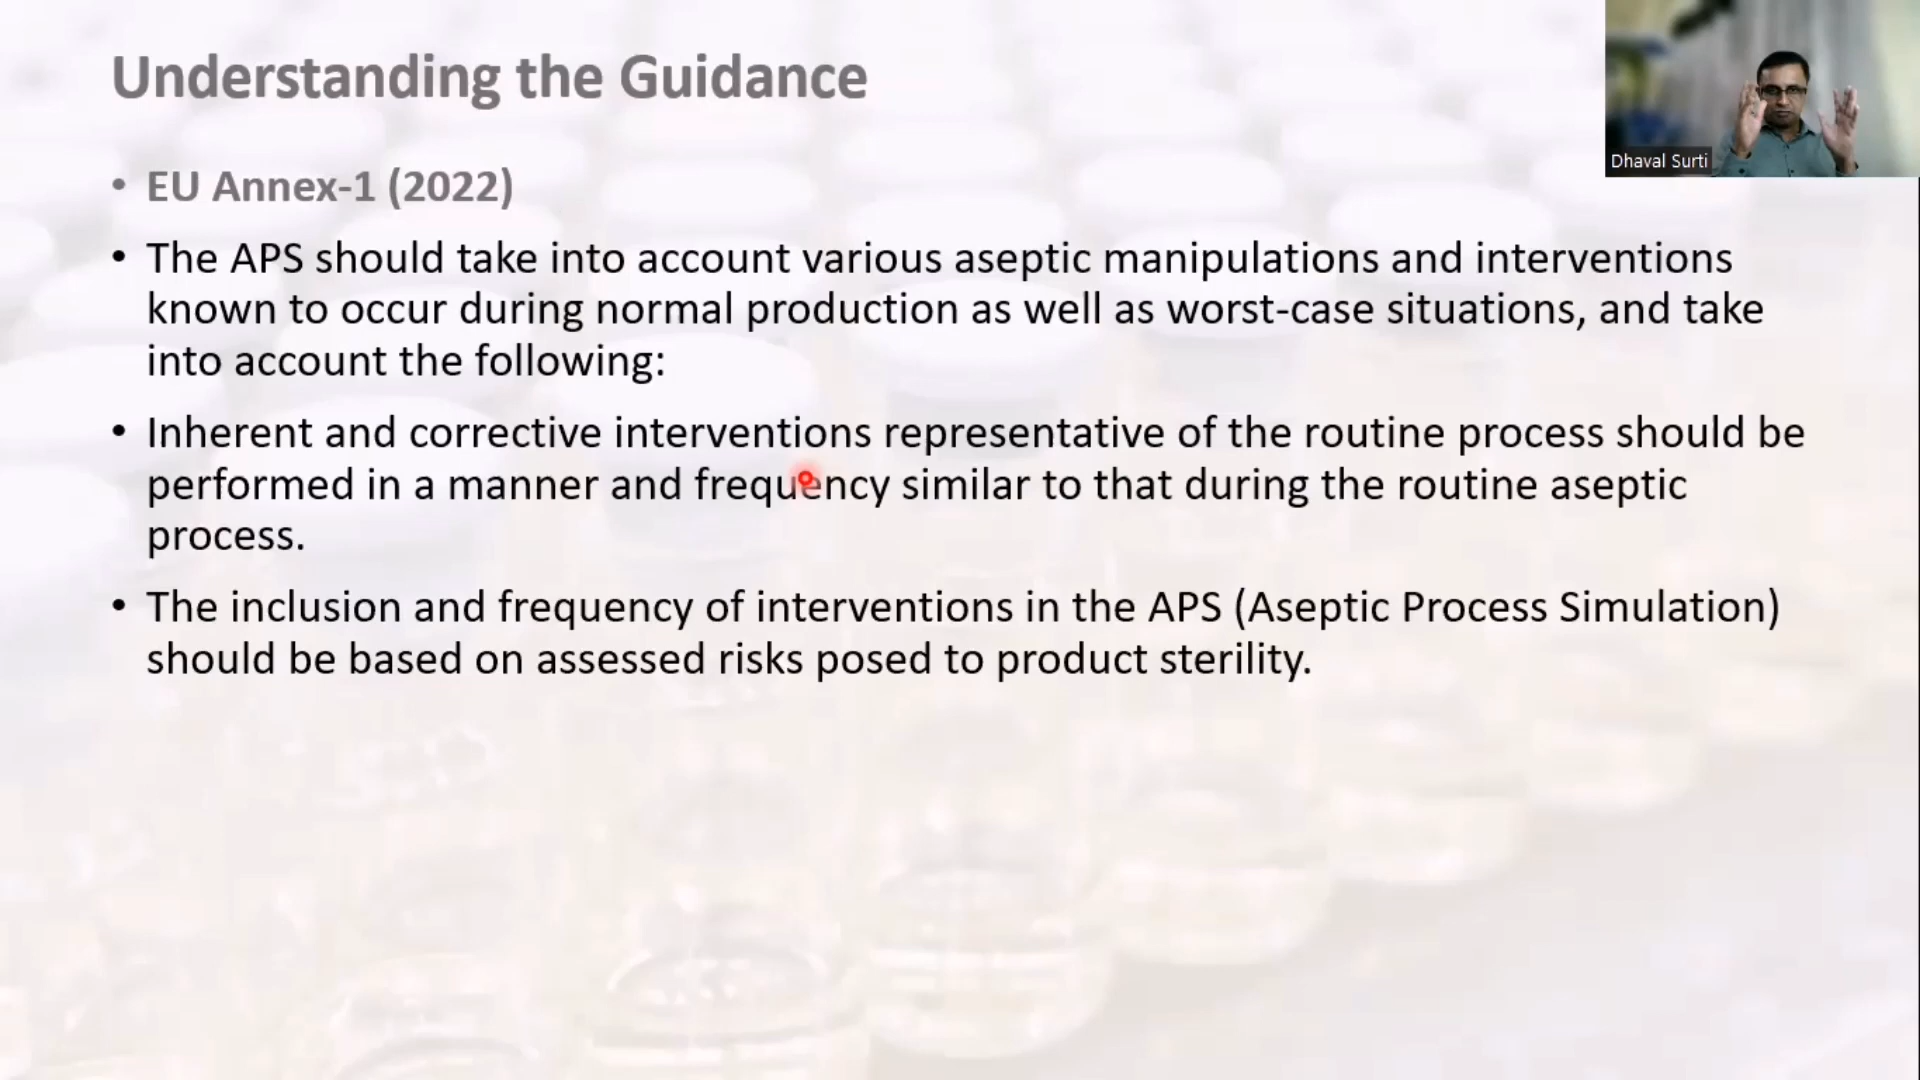 Understanding the Guidance
Dhaval Surti
• EU Annex-1 (2022)
• The APS should take into account various aseptic manipulations and interventions
known to occur during normal production as well as worst-case situations, and take
into account the following:
• Inherent and corrective interventions representative of the routine process should be
performed in a manner and frequency similar to that during the routine aseptic
process.
• The inclusion and frequency of interventions in the APS (Aseptic Process Simulation)
should be based on assessed risks posed to product sterility.